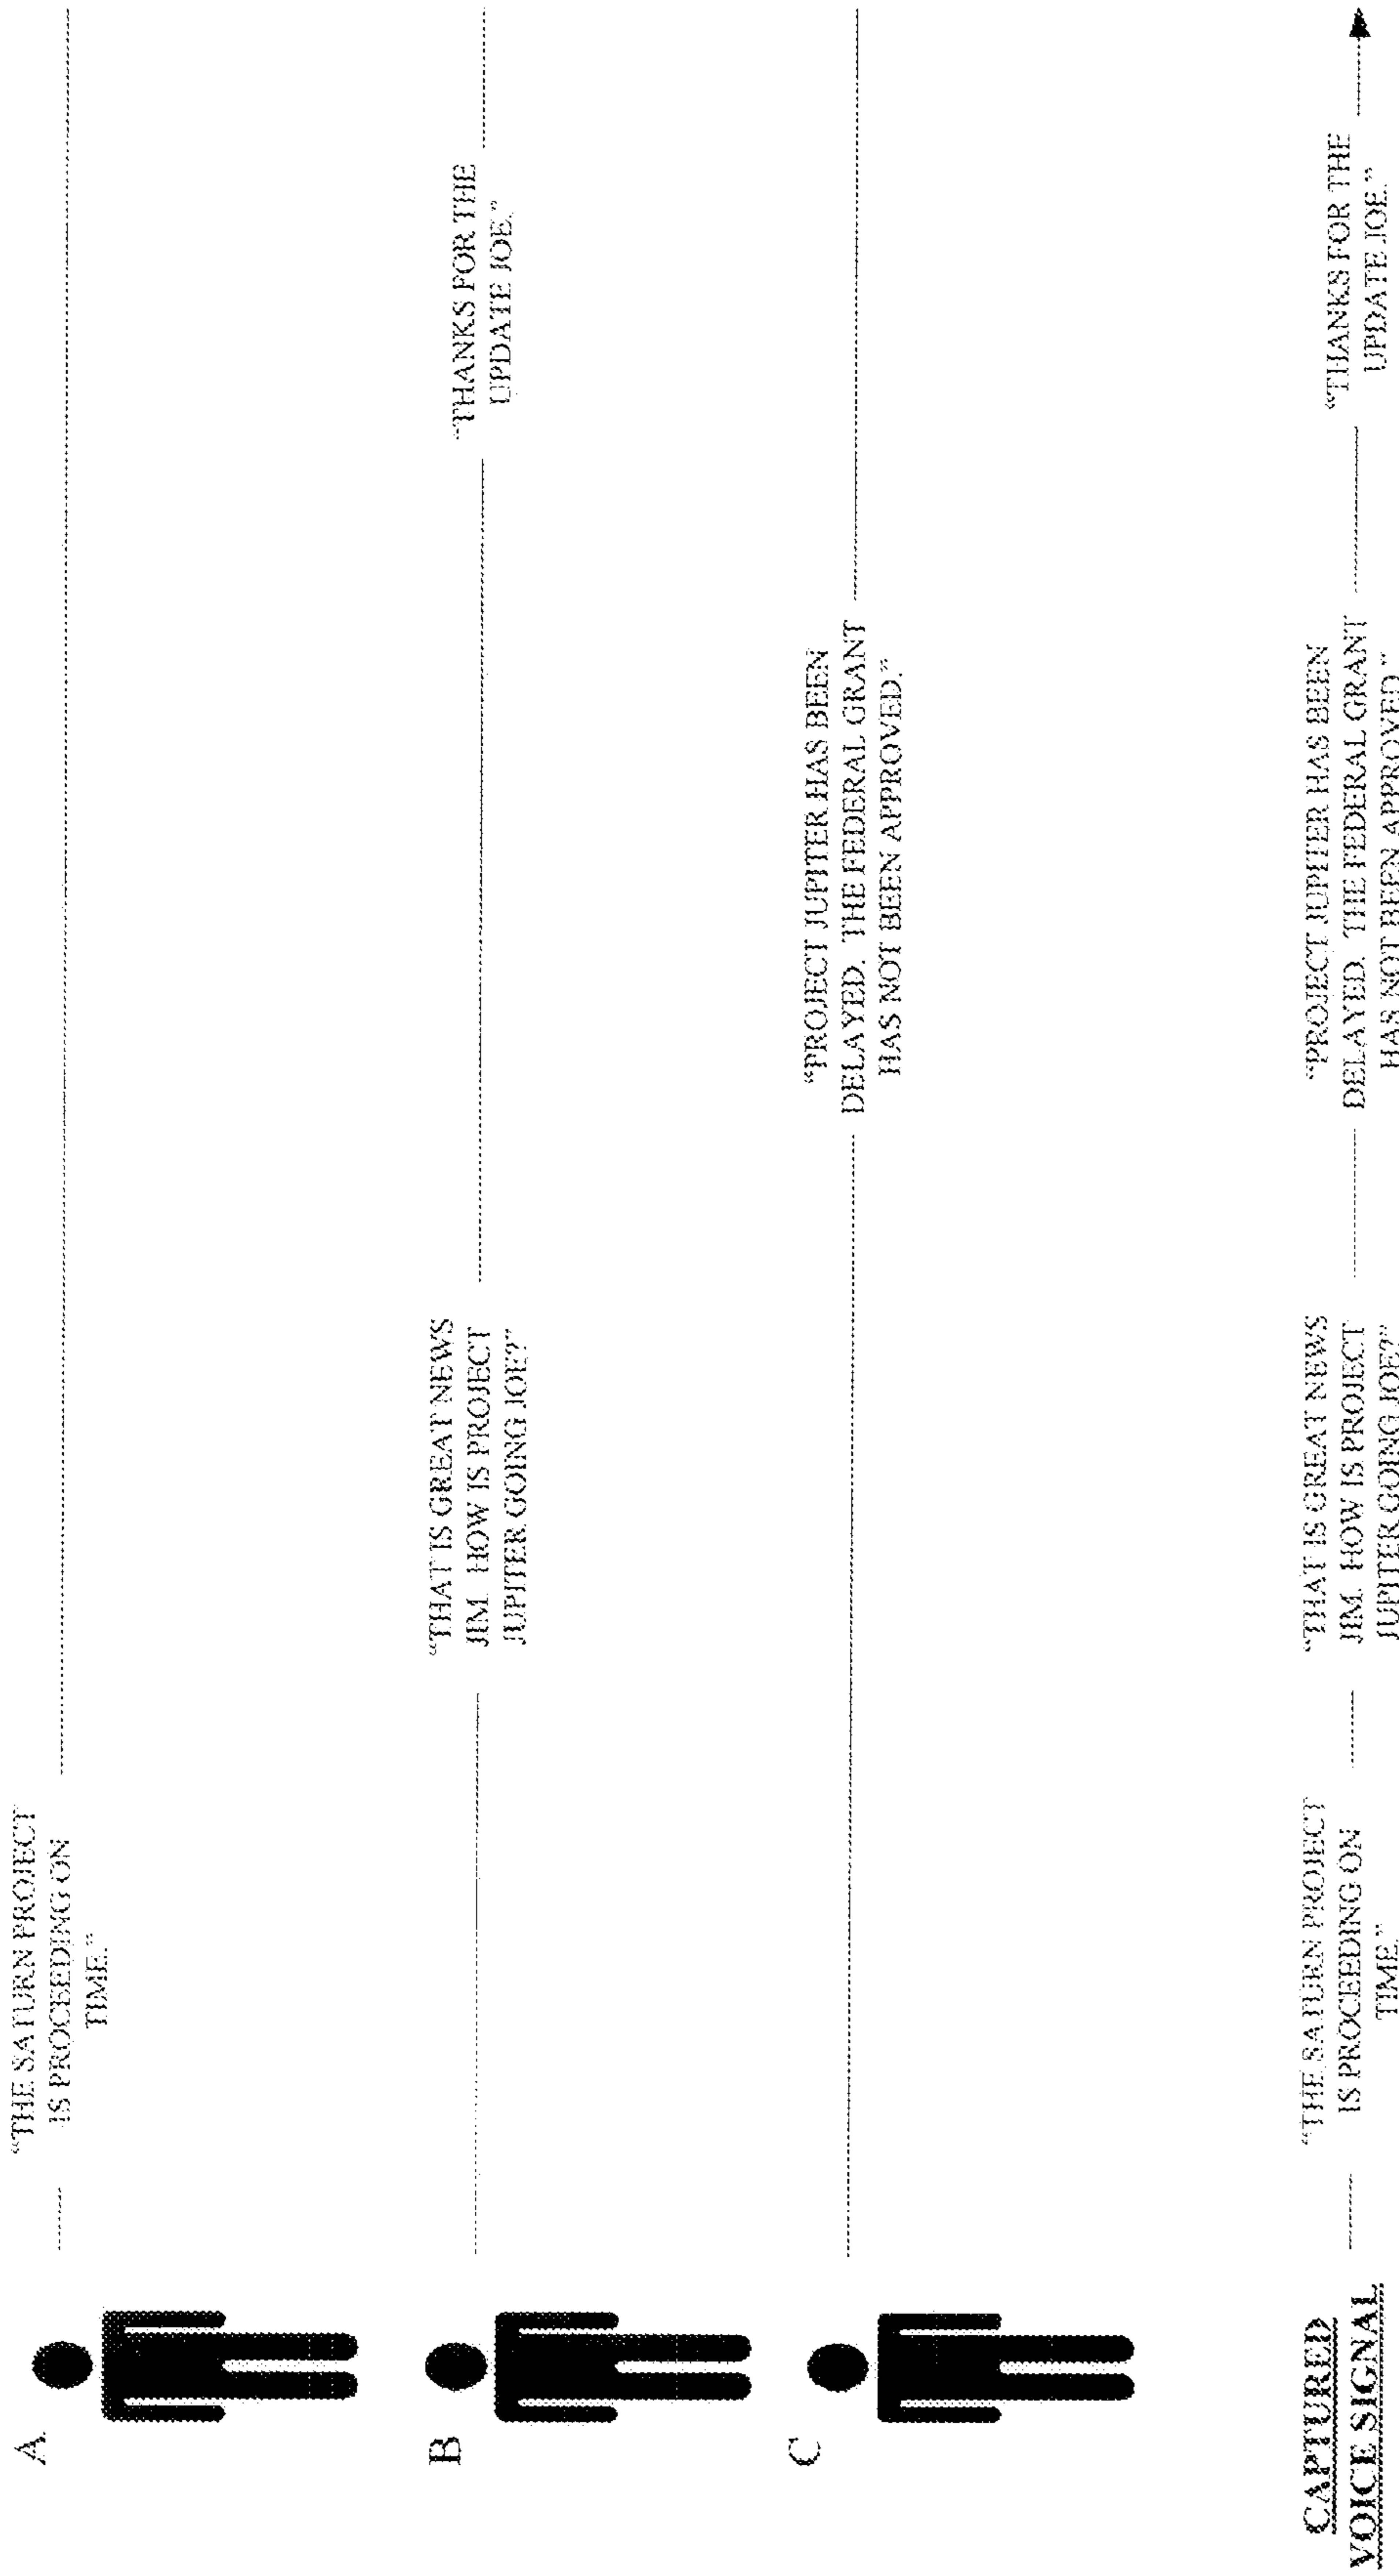 A
"THE SATURN PROJECT
IS PROCEEDING ON
TIME."
B
"THAT IS GREAT NEWS
JIM. HOW IS PROJECT
JUPITER GOING JOE?"
"THANKS FOR THE
UPDATE JOE."
C
"PROJECT JUPITER HAS BEEN
DELAYED. THE FEDERAL GRANT
HAS NOT BEEN APPROVED."
CAPTURED
VOICE SIGNAL
"THE SATURN PROJECT
IS PROCEEDING ON
TIME."
"THAT IS GREAT NEWS
JIM. HOW IS PROJECT
JUPITER GOING JOE?"
"PROJECT JUPITER HAS BEEN
DELAYED. THE FEDERAL GRANT
HAS NOT BEEN APPROVED."
"THANKS FOR THE
UPDATE JOE."